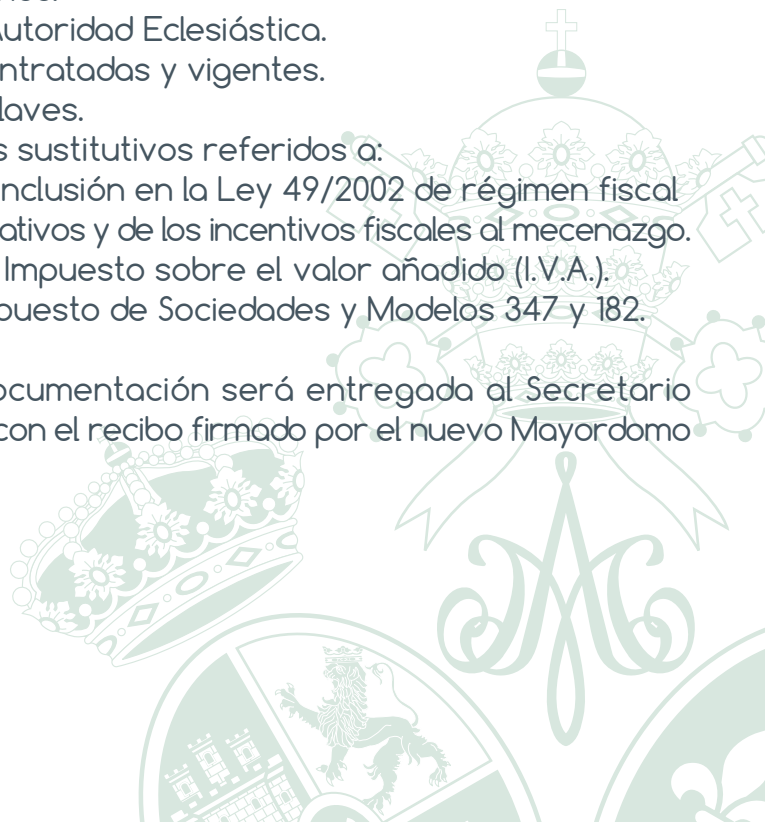 Autoridad Eclesiástica.
ntratadas y vigentes.
laves.
s sustitutivos referidos a:
nclusión en la Ley 49/2002 de régimen fiscal
ativos y de los incentivos fiscales al mecenazgo.
Impuesto sobre el valor añadido (I.V.A.).
puesto de Sociedades y Modelos 347 y 182.
ocumentación será entregada al Secretario
con el recibo firmado por el nuevo Mayordomo